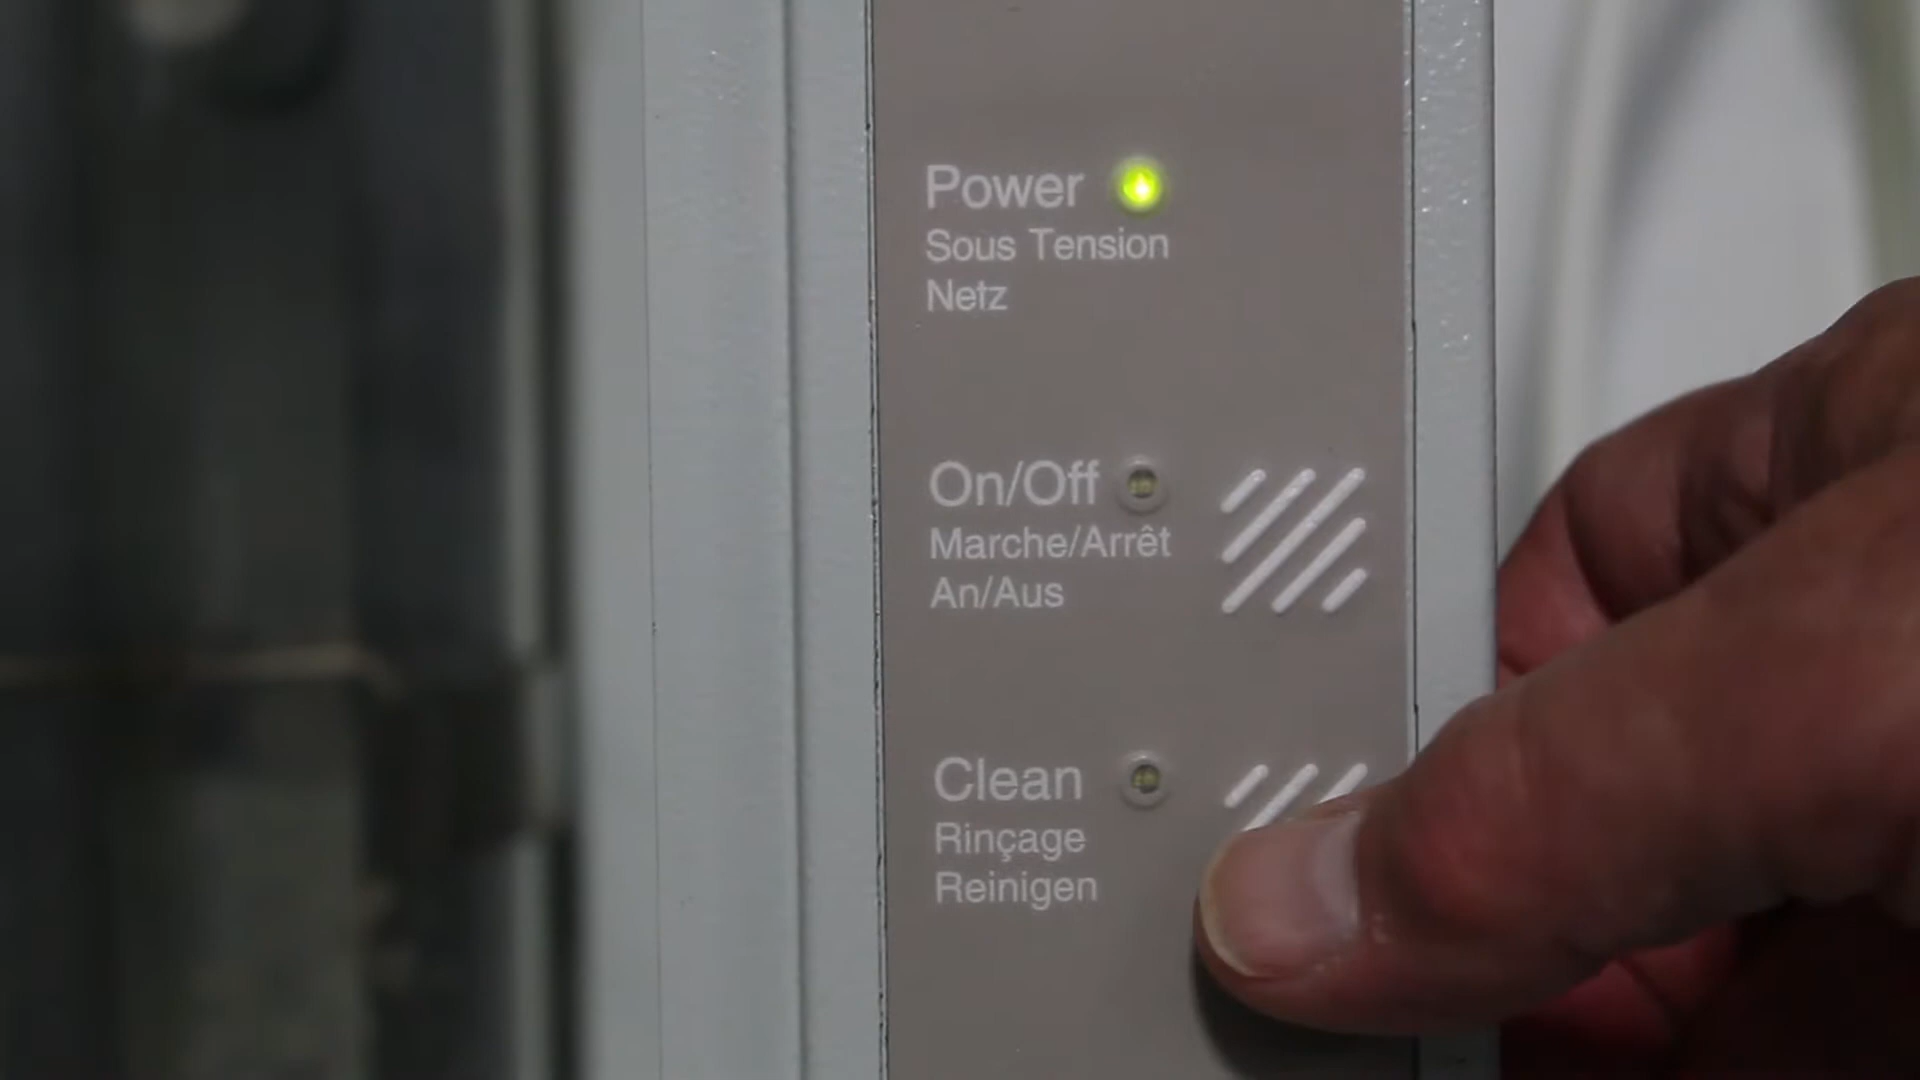 Power
Sous Tension
Netz
On/Off
Marche/Arrêt
An/Aus
Clean
Rinçage
Reinigen